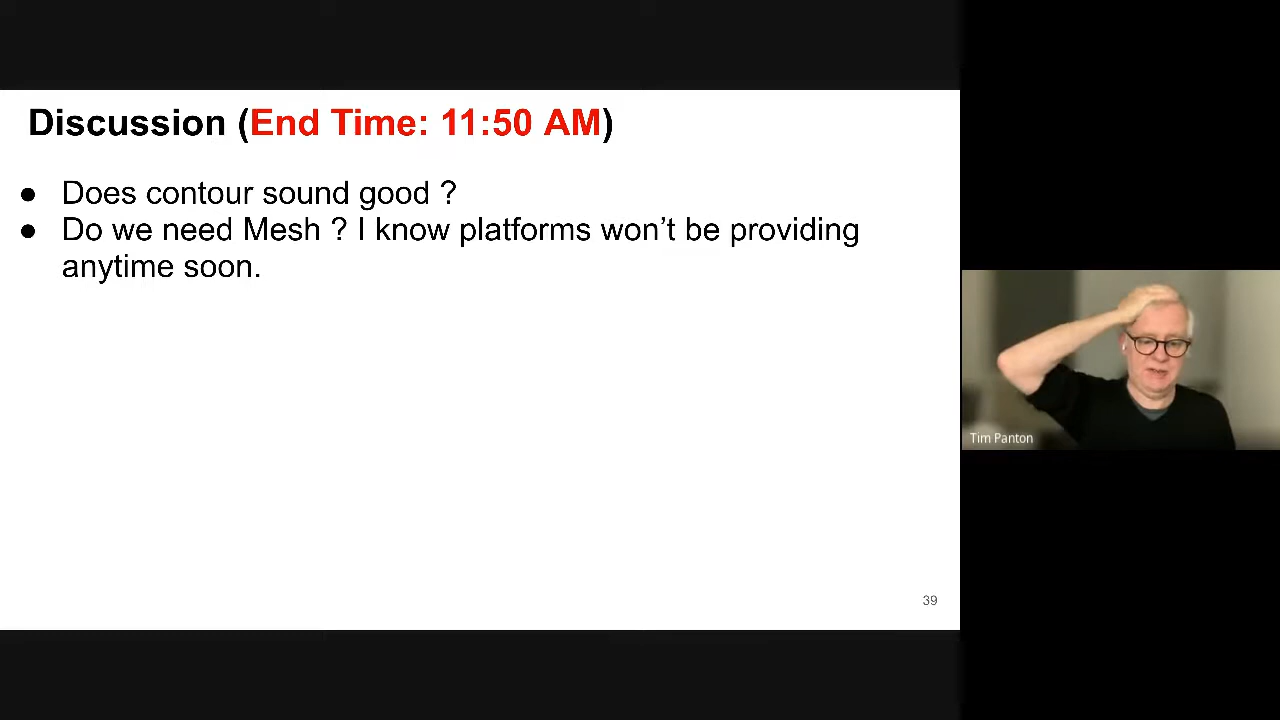 Discussion (End Time: 11:50 AM)
● Does contour sound good ?
● Do we need Mesh ? I know platforms won’t be providing
anytime soon.
Tim Panton
39